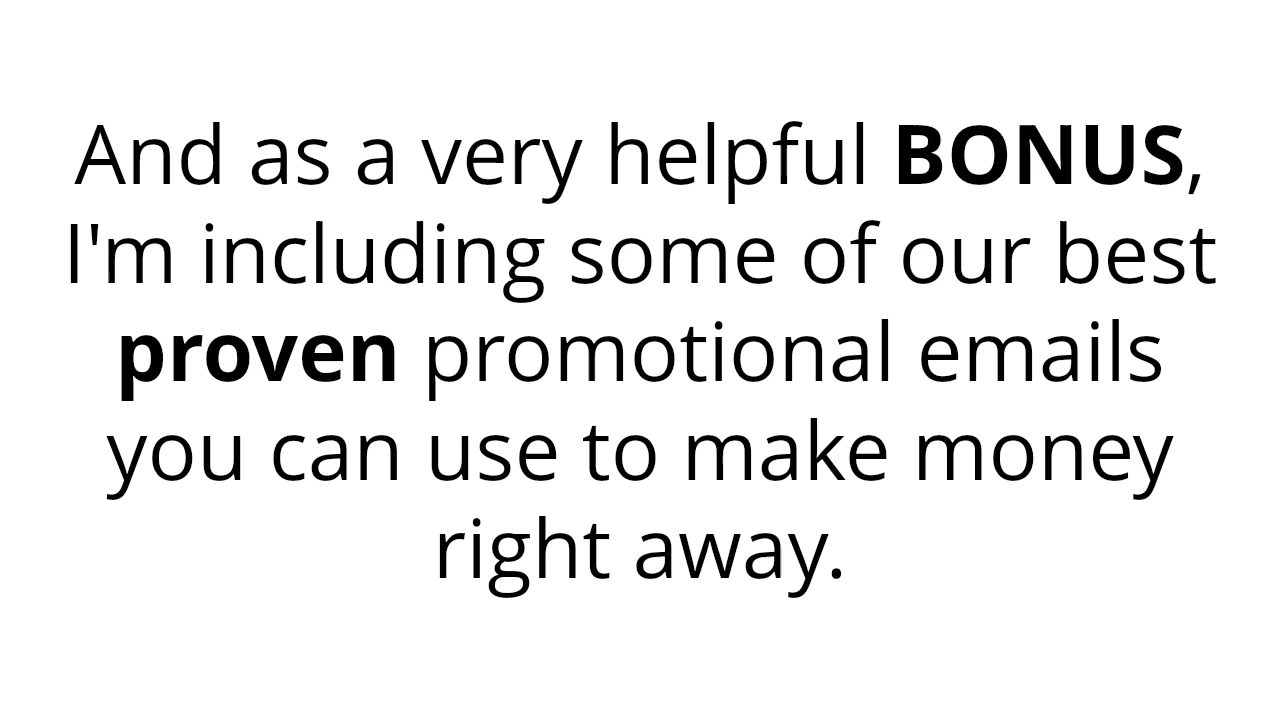 And as a very helpful BONUS,
I'm including some of our best
proven promotional emails
you can use to make money
right away.